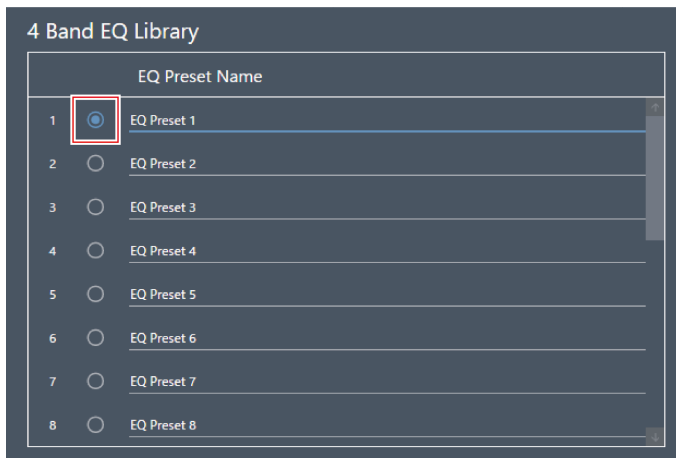 4 Band EQ Library
EQ Preset Name
1 EQ Preset 1
2 EQ Preset 2
3 EQ Preset 3
4 EQ Preset 4
5 EQ Preset 5
6 EQ Preset 6
7 EQ Preset 7
8 EQ Preset 8